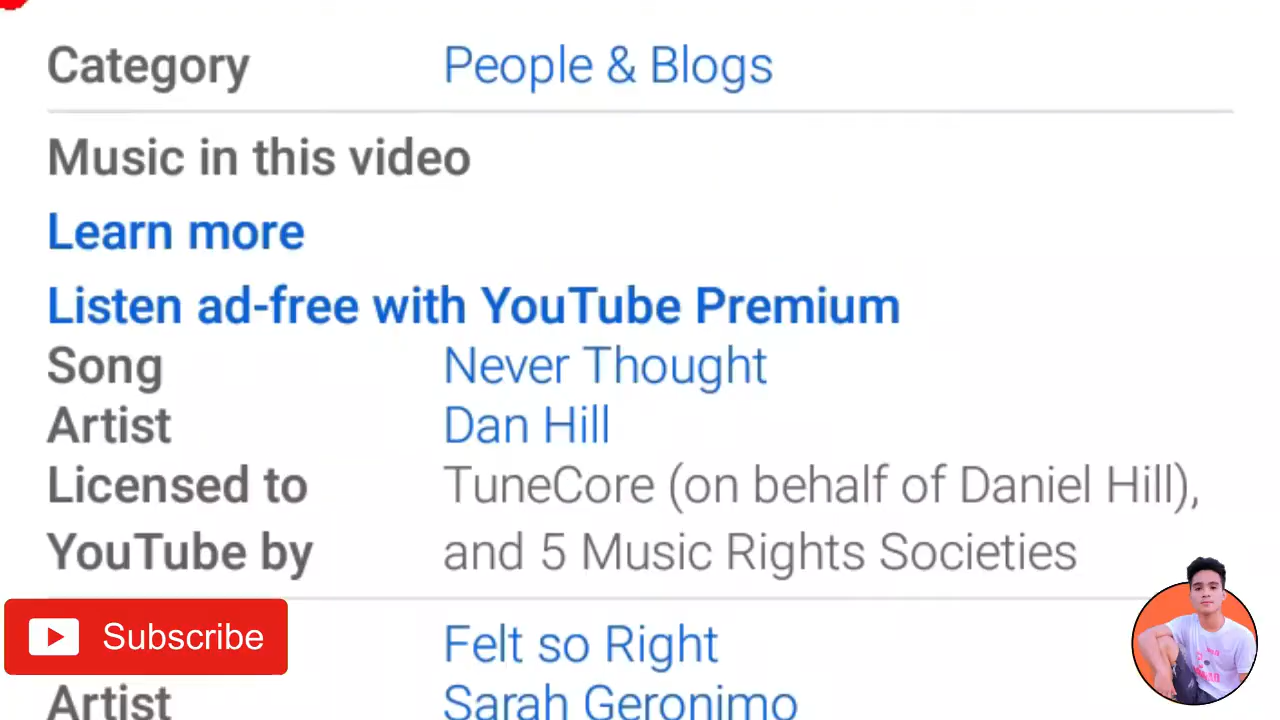 Category People & Blogs
Music in this video
Learn more
Listen ad-free with YouTube Premium
Song Never Thought
Artist Dan Hill
Licensed to TuneCore (on behalf of Daniel Hill),
YouTube by and 5 Music Rights Societies
Subscribe Felt so Right
Artist Sarah Geronimo